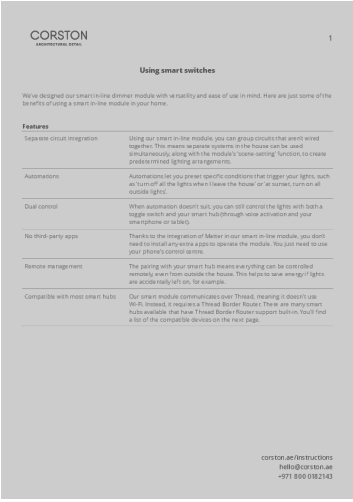 CORSTON
ARCHITECTURAL DETAIL
1
Using smart switches
We've designed our smart in-line dimmer module with versatility and ease of use in mind. Here are just some of the
benefits of using a smart in-line module in your home.
Features
Separate circuit integration
Using our smart in-line module, you can group circuits that aren't wired
together. This means separate systems in the house can be used
simultaneously, along with the module's 'scene-setting' function, to create
predetermined lighting arrangements.
Automations
Automations let you preset specific conditions that trigger your lights, such
as 'turn off all the lights when I leave the house' or 'at sunset, turn on all
outside lights'.
Dual control
When automation doesn't suit, you can still control the lights with both a
toggle switch and your smart hub (through voice activation and your
smartphone or tablet).
No third-party apps
Thanks to the integration of Matter in our smart in-line module, you don't
need to install any extra apps to operate the module. You just need to use
your phone's control centre.
Remote management
The pairing with your smart hub means everything can be controlled
remotely, even from outside the house. This helps to save energy if lights
are accidentally left on, for example.
Compatible with most smart hubs
Our smart module communicates over Thread, meaning it doesn't use
Wi-Fi. Instead, it requires a Thread Border Router. There are many smart
hubs available that have Thread Border Router support built-in. You'll find
a list of the compatible devices on the next page.
corston.ae/instructions
hello@corston.ae
+971 800 0182143